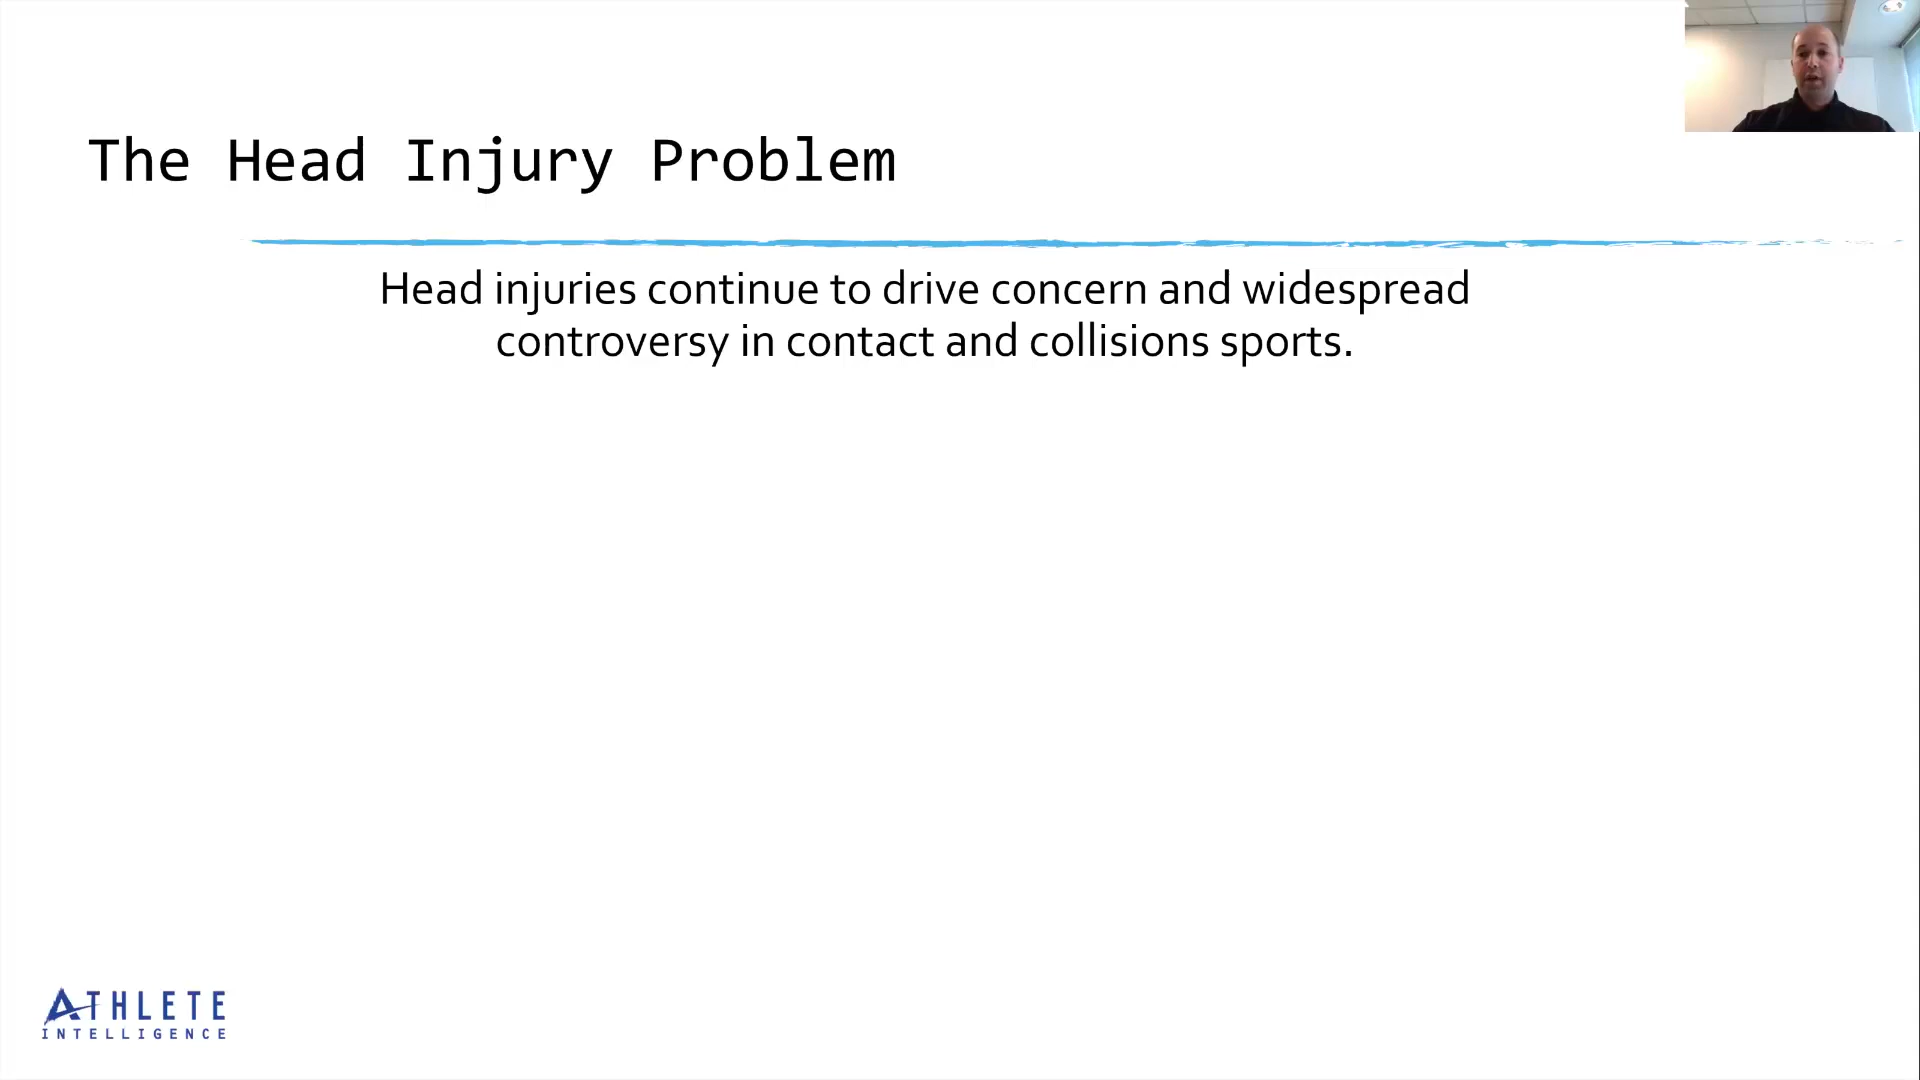 The Head Injury Problem
Head injuries continue to drive concern and widespread
controversy in contact and collisions sports.
ATHLETE
INTELLIGENCE